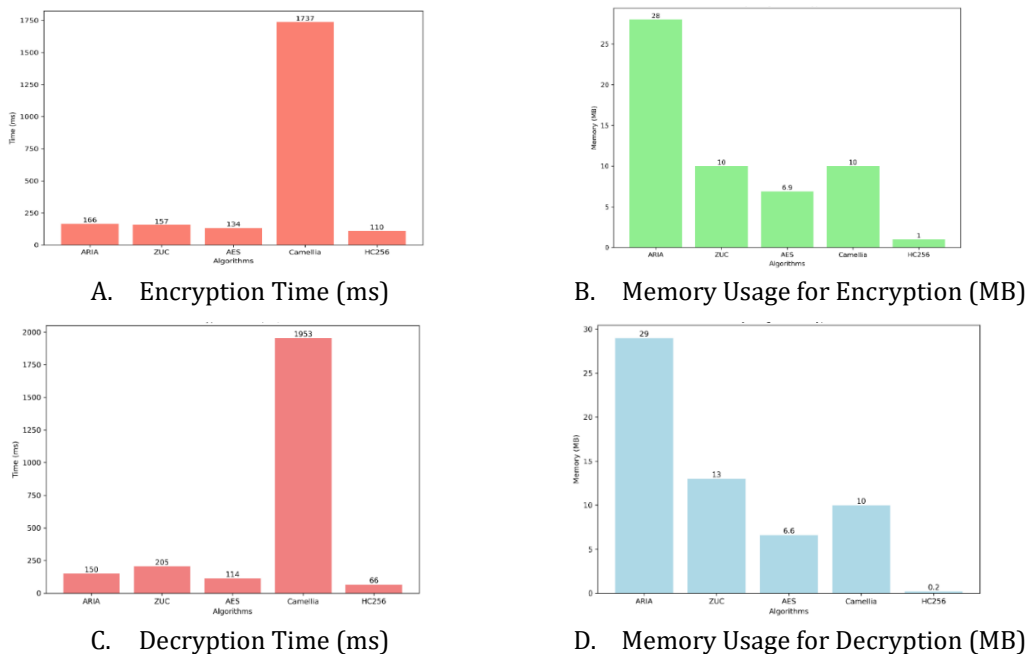 1750
1737
1500
1250
1000
750
500
250
0
166
157
134
110
Time (ms)
ARIA
ZUC
AES
Camellia
HC256
Algorithms
A. Encryption Time (ms)
28
25
20
15
10
5
0
10
6.9
10
1
Memory (MB)
ARIA
ZUC
AES
Camellia
HC256
Algorithms
B. Memory Usage for Encryption (MB)
2000
1953
1750
1500
1250
1000
750
500
250
0
150
205
114
66
Time (ms)
ARIA
ZUC
AES
Camellia
HC256
Algorithms
C. Decryption Time (ms)
30
29
25
20
15
10
5
0
13
6.6
10
0.2
Memory (MB)
ARIA
ZUC
AES
Camellia
HC256
Algorithms
D. Memory Usage for Decryption (MB)